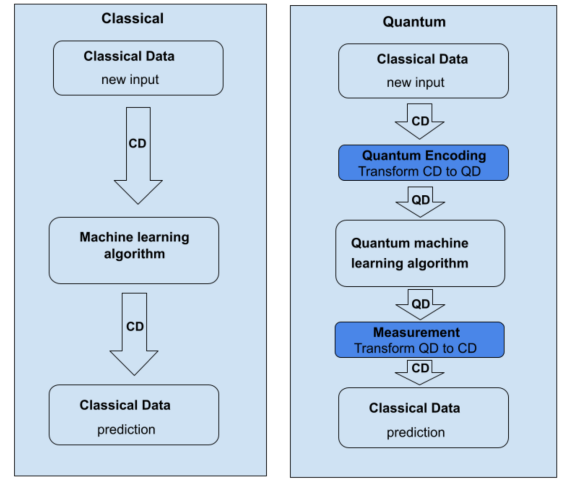 Classical
Classical Data
new input
CD
Machine learning
algorithm
CD
Classical Data
prediction
Quantum
Classical Data
new input
CD
Quantum Encoding
Transform CD to QD
QD
Quantum machine
learning algorithm
QD
Measurement
Transform QD to CD
CD
Classical Data
prediction